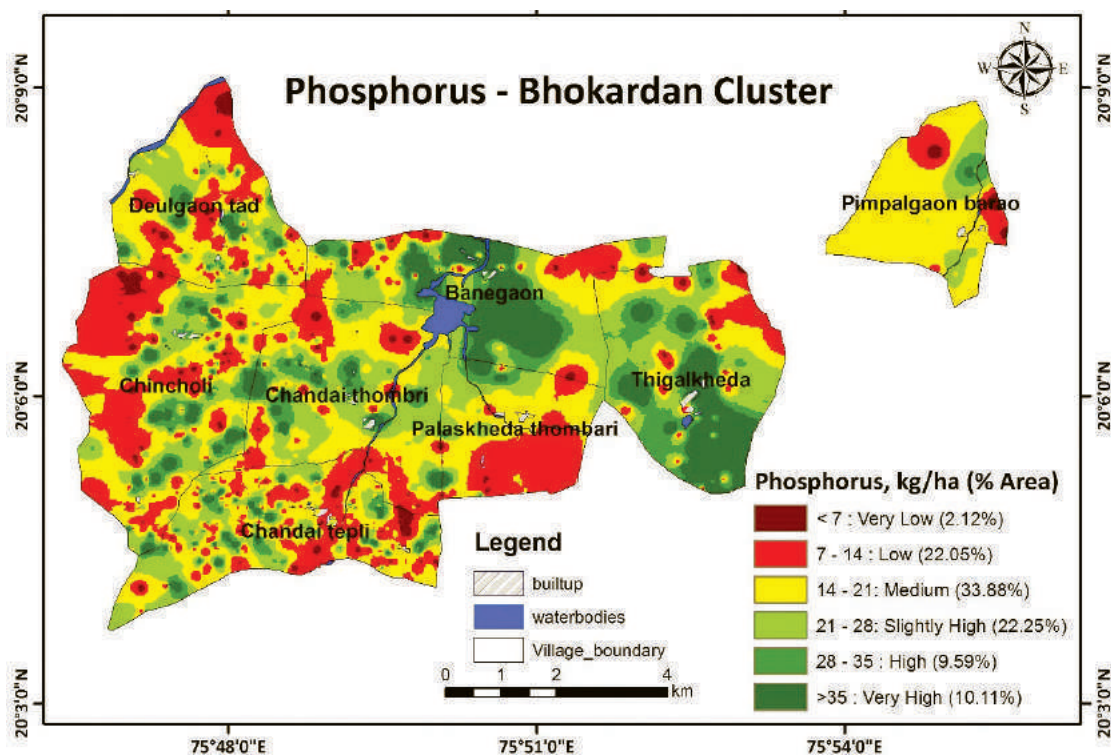 Phosphorus - Bhokardan Cluster
N
W E
S
20°9'0"N
20°9'0"N
Deulgaon tad
Pimpalgaon barao
Banegaon
Chincholi
Chandai thombri
Thigalkheda
20°6'0"N
20°6'0"N
Palaskheda thombari
Chandai tepli
Legend
builtup
waterbodies
Village_boundary
0 1 2 4
km
Phosphorus, kg/ha (% Area)
< 7 : Very Low (2.12%)
7 - 14 : Low (22.05%)
14 - 21: Medium (33.88%)
21 - 28: Slightly High (22.25%)
28 - 35 : High (9.59%)
>35 : Very High (10.11%)
20°3'0"N
20°3'0"N
75°48'0"E
75°51'0"E
75°54'0"E